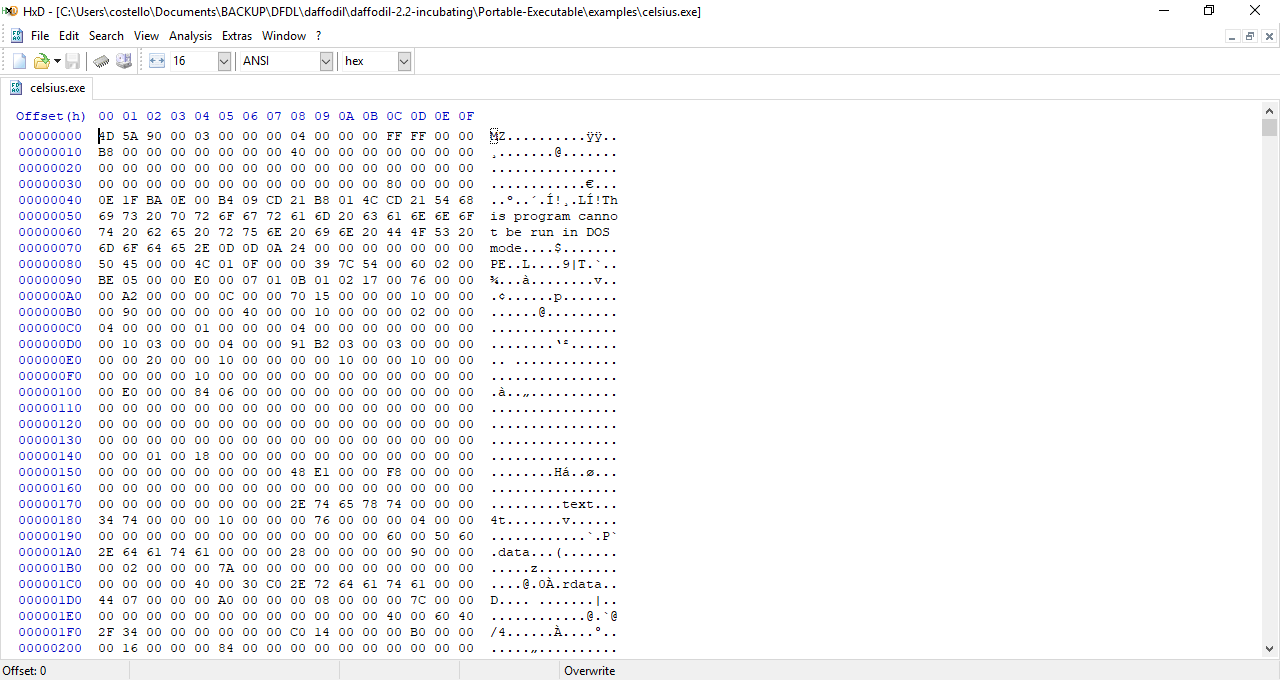 HxD - [C:\Users\costello\Documents\BACKUP\DFDL\daffodil\daffodil-2.2-incubating\Portable-Executable\examples\celsius.exe]
File Edit Search View Analysis Extras Window ?
16 ANSI hex
celsius.exe
Offset(h) 00 01 02 03 04 05 06 07 08 09 0A 0B 0C 0D 0E 0F
00000000 4D 5A 90 00 03 00 00 00 04 00 00 00 FF FF 00 00 MZ..........ÿÿ..
00000010 B8 00 00 00 00 00 00 00 40 00 00 00 00 00 00 00 ¸.......@.......
00000020 00 00 00 00 00 00 00 00 00 00 00 00 00 00 00 00 ................
00000030 00 00 00 00 00 00 00 00 00 00 00 00 80 00 00 00 ............€...
00000040 0E 1F BA 0E 00 B4 09 CD 21 B8 01 4C CD 21 54 68 ..º..´.Í!¸.LÍ!Th
00000050 69 73 20 70 72 6F 67 72 61 6D 20 63 61 6E 6E 6F is program canno
00000060 74 20 62 65 20 72 75 6E 20 69 6E 20 44 4F 53 20 t be run in DOS
00000070 6D 6F 64 65 2E 0D 0D 0A 24 00 00 00 00 00 00 00 mode....$.......
00000080 50 45 00 00 4C 01 0F 00 00 39 7C 54 00 60 02 00 PE..L....9|T.`..
00000090 BE 05 00 00 E0 00 07 01 0B 01 02 17 00 76 00 00 ¾...à........v..
000000A0 00 A2 00 00 00 0C 00 00 70 15 00 00 00 10 00 00 .¢......p.......
000000B0 00 90 00 00 00 00 40 00 00 10 00 00 00 02 00 00 ......@.........
000000C0 04 00 00 00 01 00 00 00 04 00 00 00 00 00 00 00 ................
000000D0 00 10 03 00 00 04 00 00 91 B2 03 00 03 00 00 00 ........‘²......
000000E0 00 00 20 00 00 10 00 00 00 00 10 00 00 10 00 00 .. .............
000000F0 00 00 00 00 10 00 00 00 00 00 00 00 00 00 00 00 ................
00000100 00 E0 00 00 84 06 00 00 00 00 00 00 00 00 00 00 .à..„...........
00000110 00 00 00 00 00 00 00 00 00 00 00 00 00 00 00 00 ................
00000120 00 00 00 00 00 00 00 00 00 00 00 00 00 00 00 00 ................
00000130 00 00 00 00 00 00 00 00 00 00 00 00 00 00 00 00 ................
00000140 00 00 01 00 18 00 00 00 00 00 00 00 00 00 00 00 ................
00000150 00 00 00 00 00 00 00 00 48 E1 00 00 F8 00 00 00 ........Há..ø...
00000160 00 00 00 00 00 00 00 00 00 00 00 00 00 00 00 00 ................
00000170 00 00 00 00 00 00 00 00 2E 74 65 78 74 00 00 00 .........text...
00000180 34 74 00 00 00 10 00 00 00 76 00 00 00 04 00 00 4t.......v......
00000190 00 00 00 00 00 00 00 00 00 00 00 00 60 00 50 60 ............`.P`
000001A0 2E 64 61 74 61 00 00 00 28 00 00 00 00 90 00 00 .data...(.......
000001B0 00 02 00 00 00 7A 00 00 00 00 00 00 00 00 00 00 .....z..........
000001C0 00 00 00 00 40 00 30 C0 2E 72 64 61 74 61 00 00 ....@.0À.rdata..
000001D0 44 07 00 00 00 A0 00 00 00 08 00 00 00 7C 00 00 D.... .......|..
000001E0 00 00 00 00 00 00 00 00 00 00 00 00 40 00 60 40 ............@.`@
000001F0 2F 34 00 00 00 00 00 00 C0 14 00 00 00 B0 00 00 /4......À....°..
00000200 00 16 00 00 00 84 00 00 00 00 00 00 00 00 00 00 .....„..........
Offset: 0 Overwrite